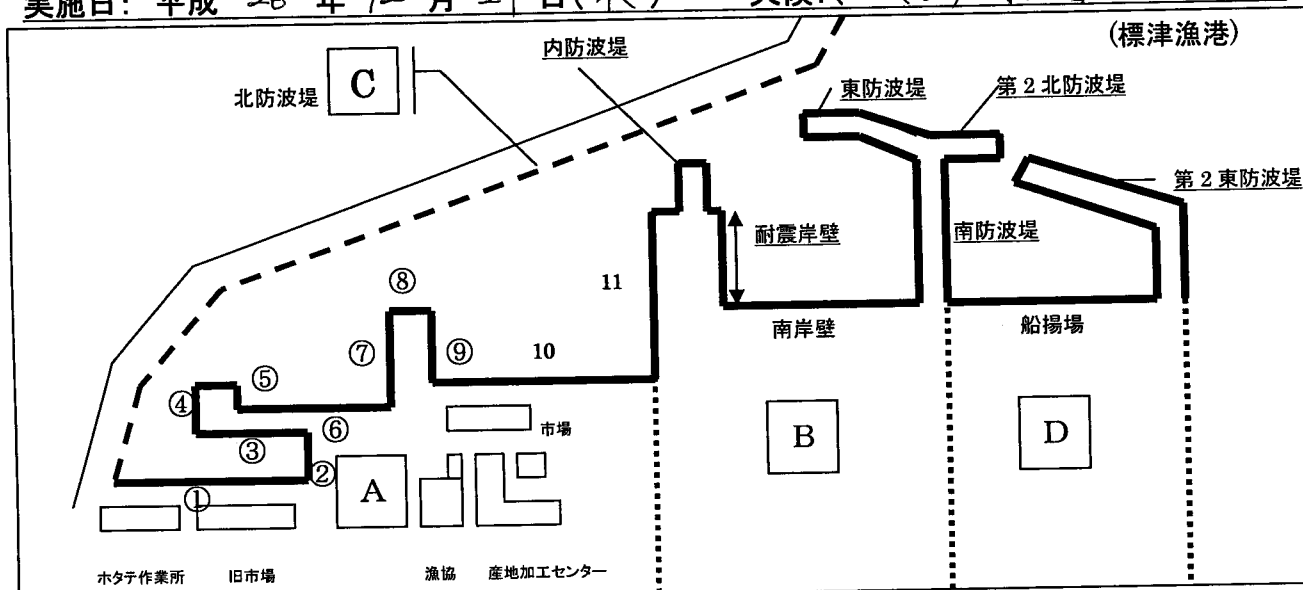 実施日: 平成 年 月 日
(標津漁港)
内防波堤
C
北防波堤
東防波堤
第2北防波堤
第2東防波堤
耐震岸壁
南防波堤
⑧
11
南岸壁
船揚場
⑦
⑨
10
⑤
④
⑥
市場
③
②
A
B
D
①
ホタテ作業所
旧市場
漁協
産地加工センター